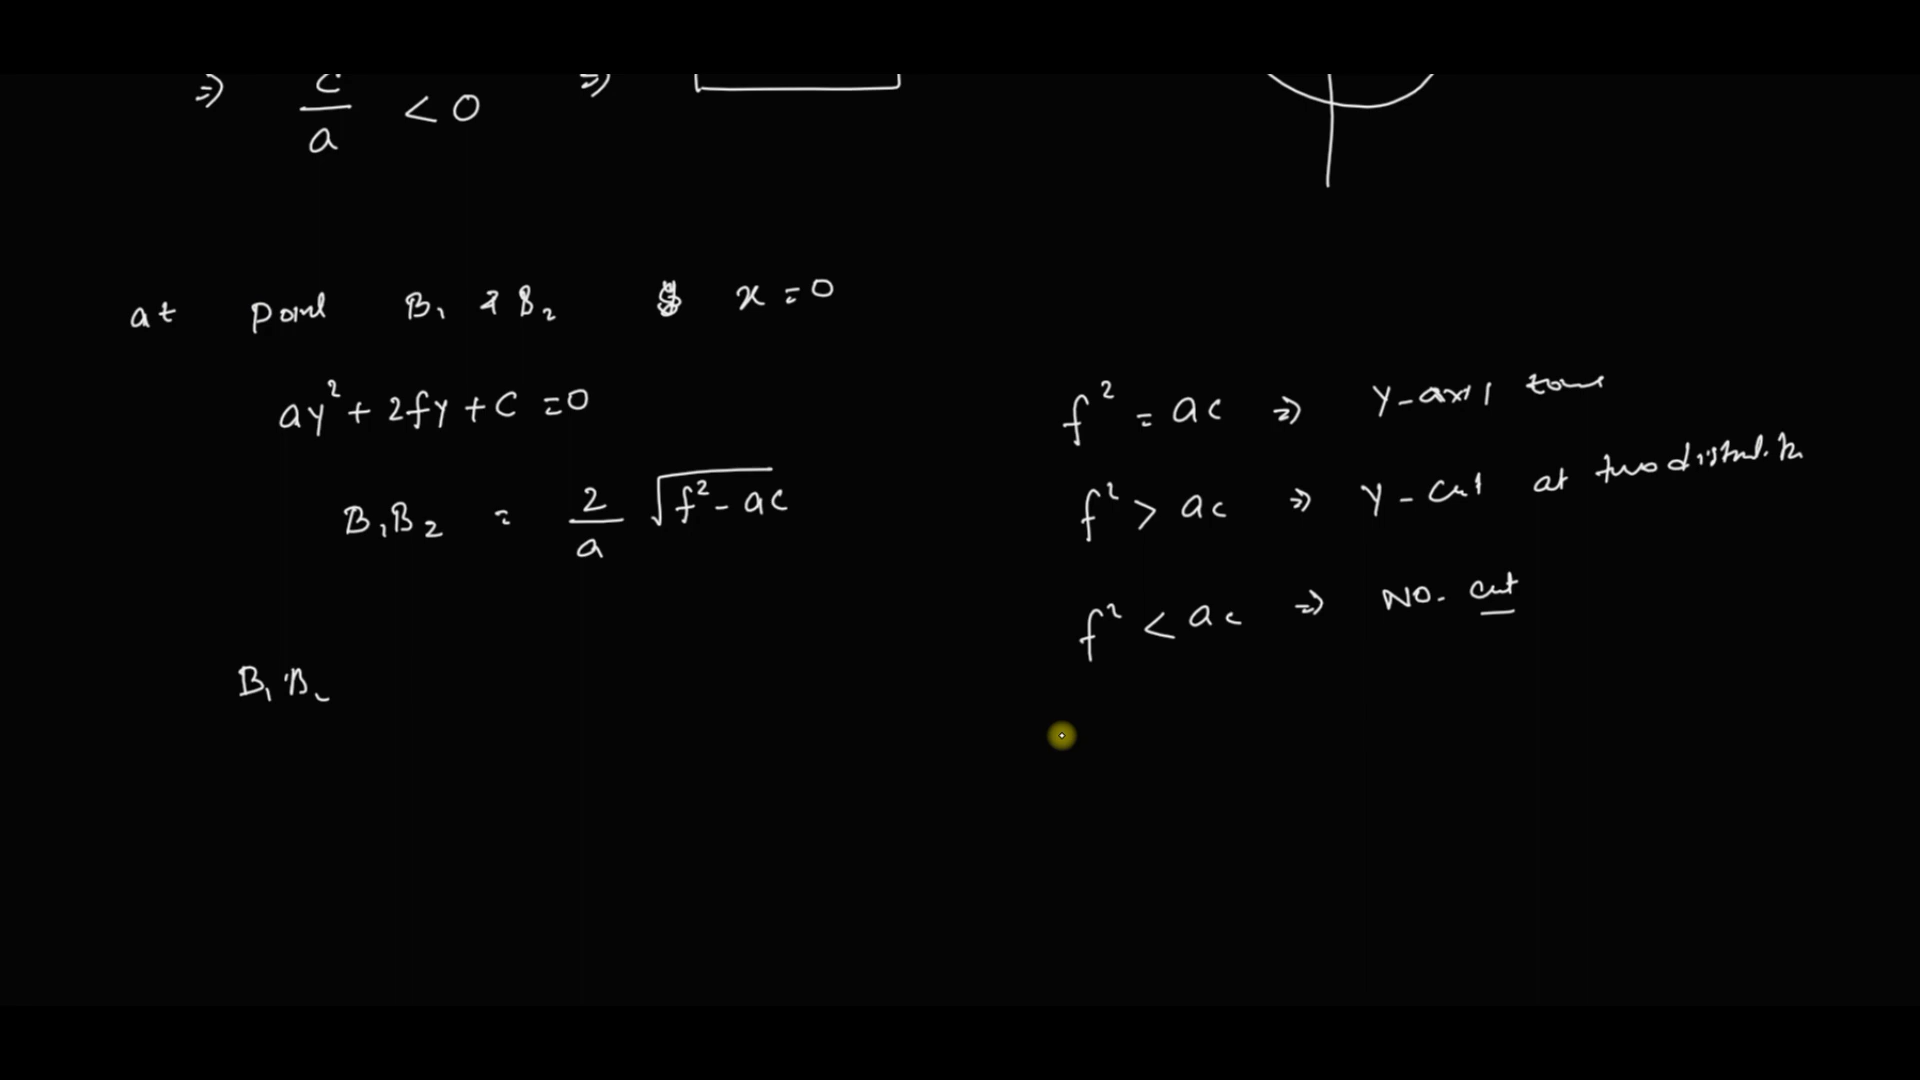 ⇒ c/a < 0 ⇒
at point B₁ & B₂ x = 0
ay² + 2fy + c = 0
B₁B₂ = 2/a √(f² - ac)
B₁B₂
f² = ac ⇒ Y-axis
f² > ac ⇒ Y-cut at two
f² < ac ⇒ NO. cut